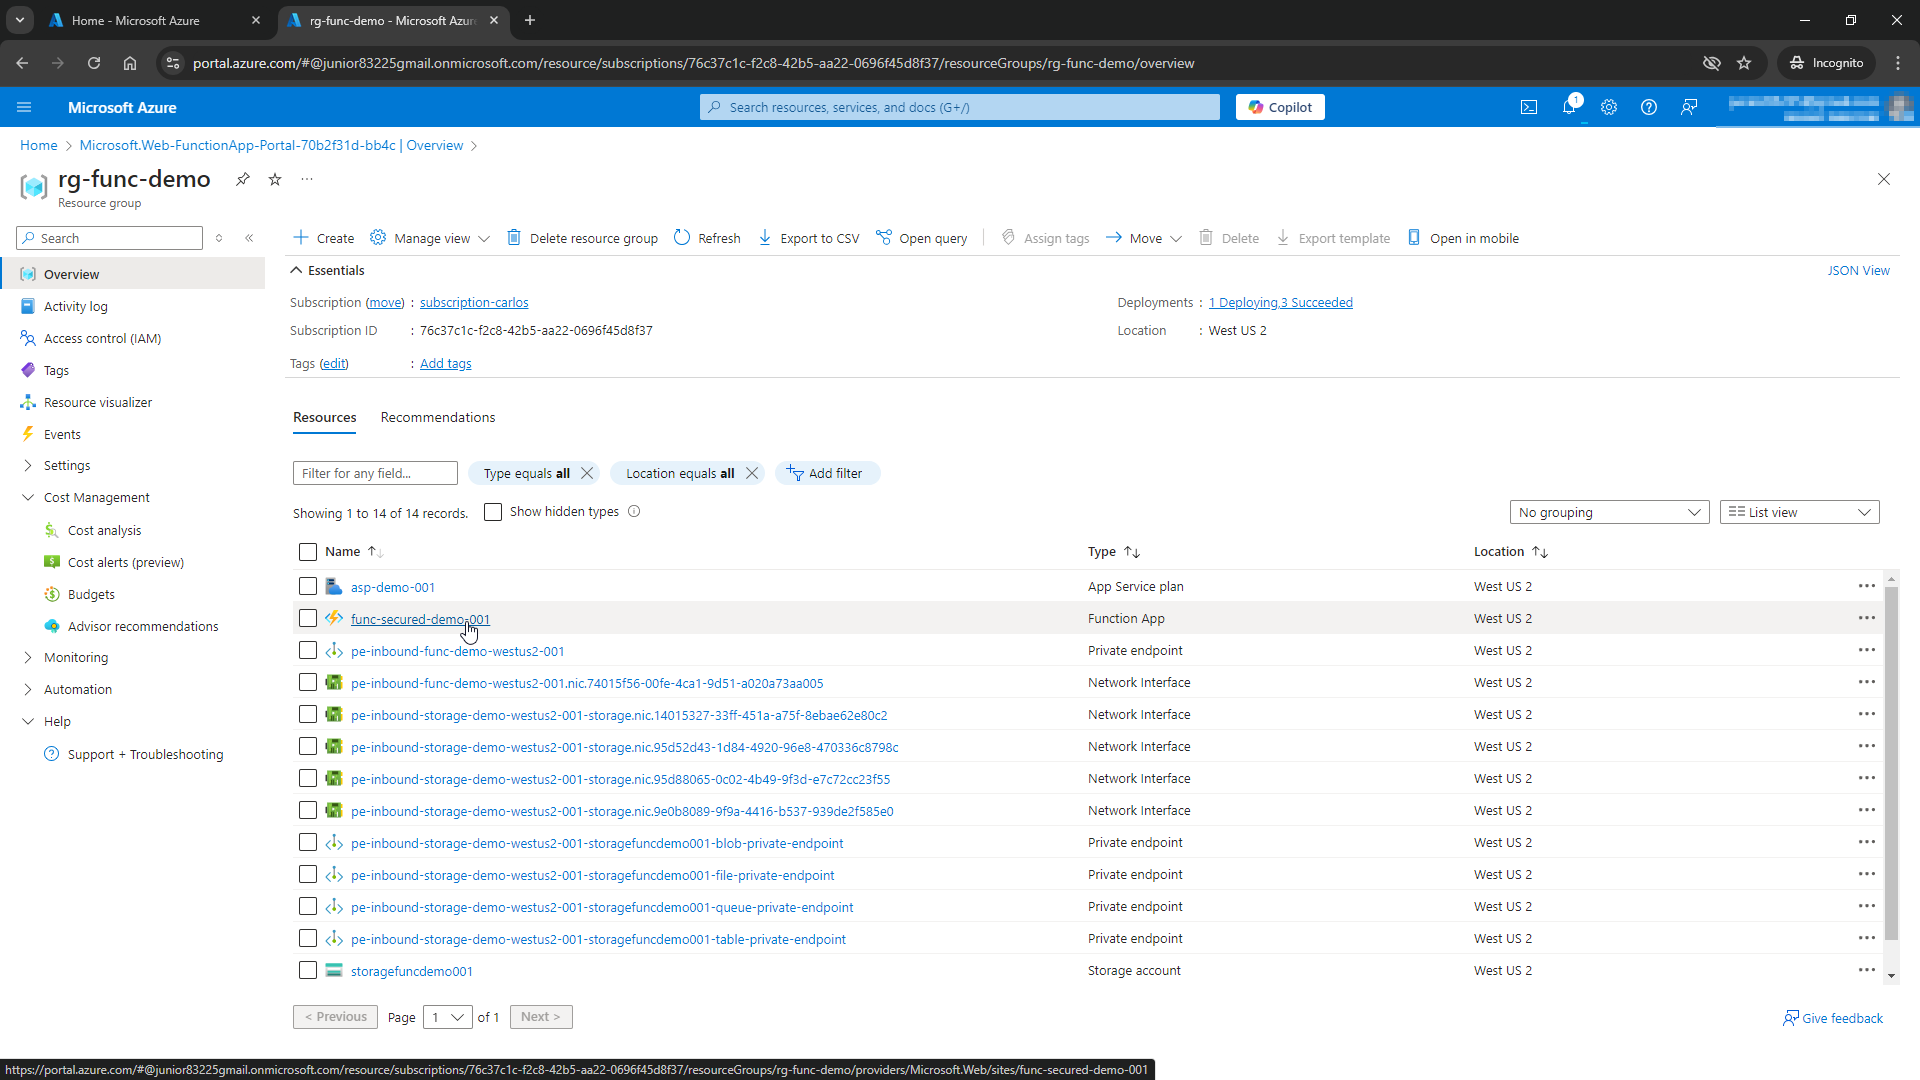 Home - Microsoft Azure
rg-func-demo - Microsoft Azure
portal.azure.com/#@junior83225gmail.onmicrosoft.com/resource/subscriptions/76c37c1c-f2c8-42b5-aa22-0696f45d8f37/resourceGroups/rg-func-demo/overview
Incognito
Microsoft Azure
Search resources, services, and docs (G+/)
Copilot
1
Home > Microsoft.Web-FunctionApp-Portal-70b2f31d-bb4c | Overview >
rg-func-demo
Resource group
Search
Overview
Activity log
Access control (IAM)
Tags
Resource visualizer
Events
Settings
Cost Management
Cost analysis
Cost alerts (preview)
Budgets
Advisor recommendations
Monitoring
Automation
Help
Support + Troubleshooting
Create Manage view Delete resource group Refresh Export to CSV Open query Assign tags Move Delete Export template Open in mobile
Essentials
JSON View
Subscription (move) : subscription-carlos
Subscription ID : 76c37c1c-f2c8-42b5-aa22-0696f45d8f37
Tags (edit) : Add tags
Deployments : 1 Deploying,3 Succeeded
Location : West US 2
Resources Recommendations
Filter for any field... Type equals all Location equals all Add filter
Showing 1 to 14 of 14 records. Show hidden types
No grouping List view
Name Type Location
asp-demo-001 App Service plan West US 2
func-secured-demo-001 Function App West US 2
pe-inbound-func-demo-westus2-001 Private endpoint West US 2
pe-inbound-func-demo-westus2-001.nic.74015f56-00fe-4ca1-9d51-a020a73aa005 Network Interface West US 2
pe-inbound-storage-demo-westus2-001-storage.nic.14015327-33ff-451a-a75f-8ebae62e80c2 Network Interface West US 2
pe-inbound-storage-demo-westus2-001-storage.nic.95d52d43-1d84-4920-96e8-470336c8798c Network Interface West US 2
pe-inbound-storage-demo-westus2-001-storage.nic.95d88065-0c02-4b49-9f3d-e7c72cc23f55 Network Interface West US 2
pe-inbound-storage-demo-westus2-001-storage.nic.9e0b8089-9f9a-4416-b537-939de2f585e0 Network Interface West US 2
pe-inbound-storage-demo-westus2-001-storagefuncdemo001-blob-private-endpoint Private endpoint West US 2
pe-inbound-storage-demo-westus2-001-storagefuncdemo001-file-private-endpoint Private endpoint West US 2
pe-inbound-storage-demo-westus2-001-storagefuncdemo001-queue-private-endpoint Private endpoint West US 2
pe-inbound-storage-demo-westus2-001-storagefuncdemo001-table-private-endpoint Private endpoint West US 2
storagefuncdemo001 Storage account West US 2
< Previous Page 1 of 1 Next >
Give feedback
https://portal.azure.com/#@junior83225gmail.onmicrosoft.com/resource/subscriptions/76c37c1c-f2c8-42b5-aa22-0696f45d8f37/resourceGroups/rg-func-demo/providers/Microsoft.Web/sites/func-secured-demo-001